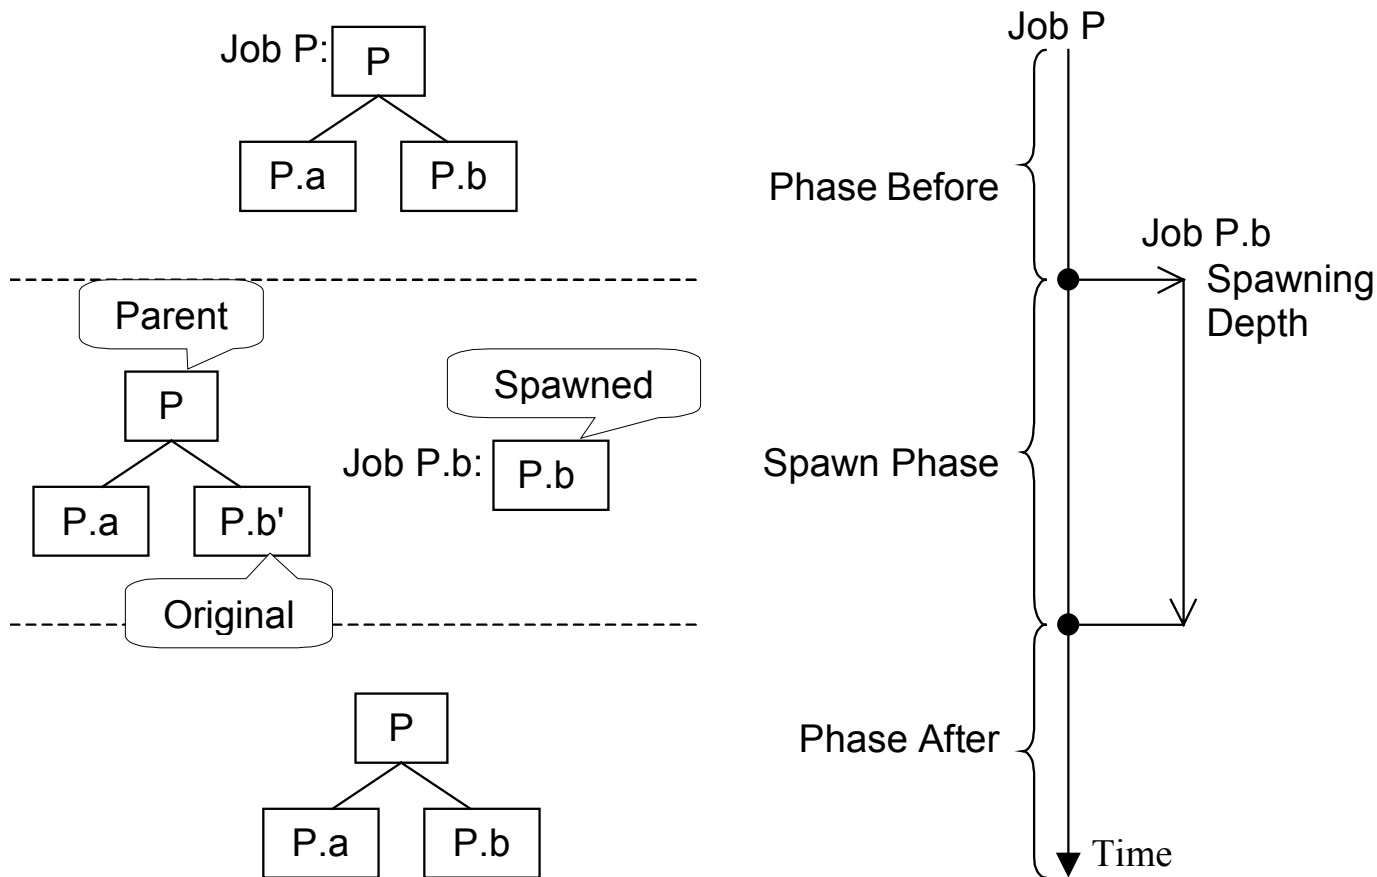 Job P:
P
P.a
P.b
Parent
P
P.a
P.b'
Original
Spawned
Job P.b:
P.b
P
P.a
P.b
Job P
Phase Before
Job P.b
Spawning
Depth
Spawn Phase
Phase After
Time